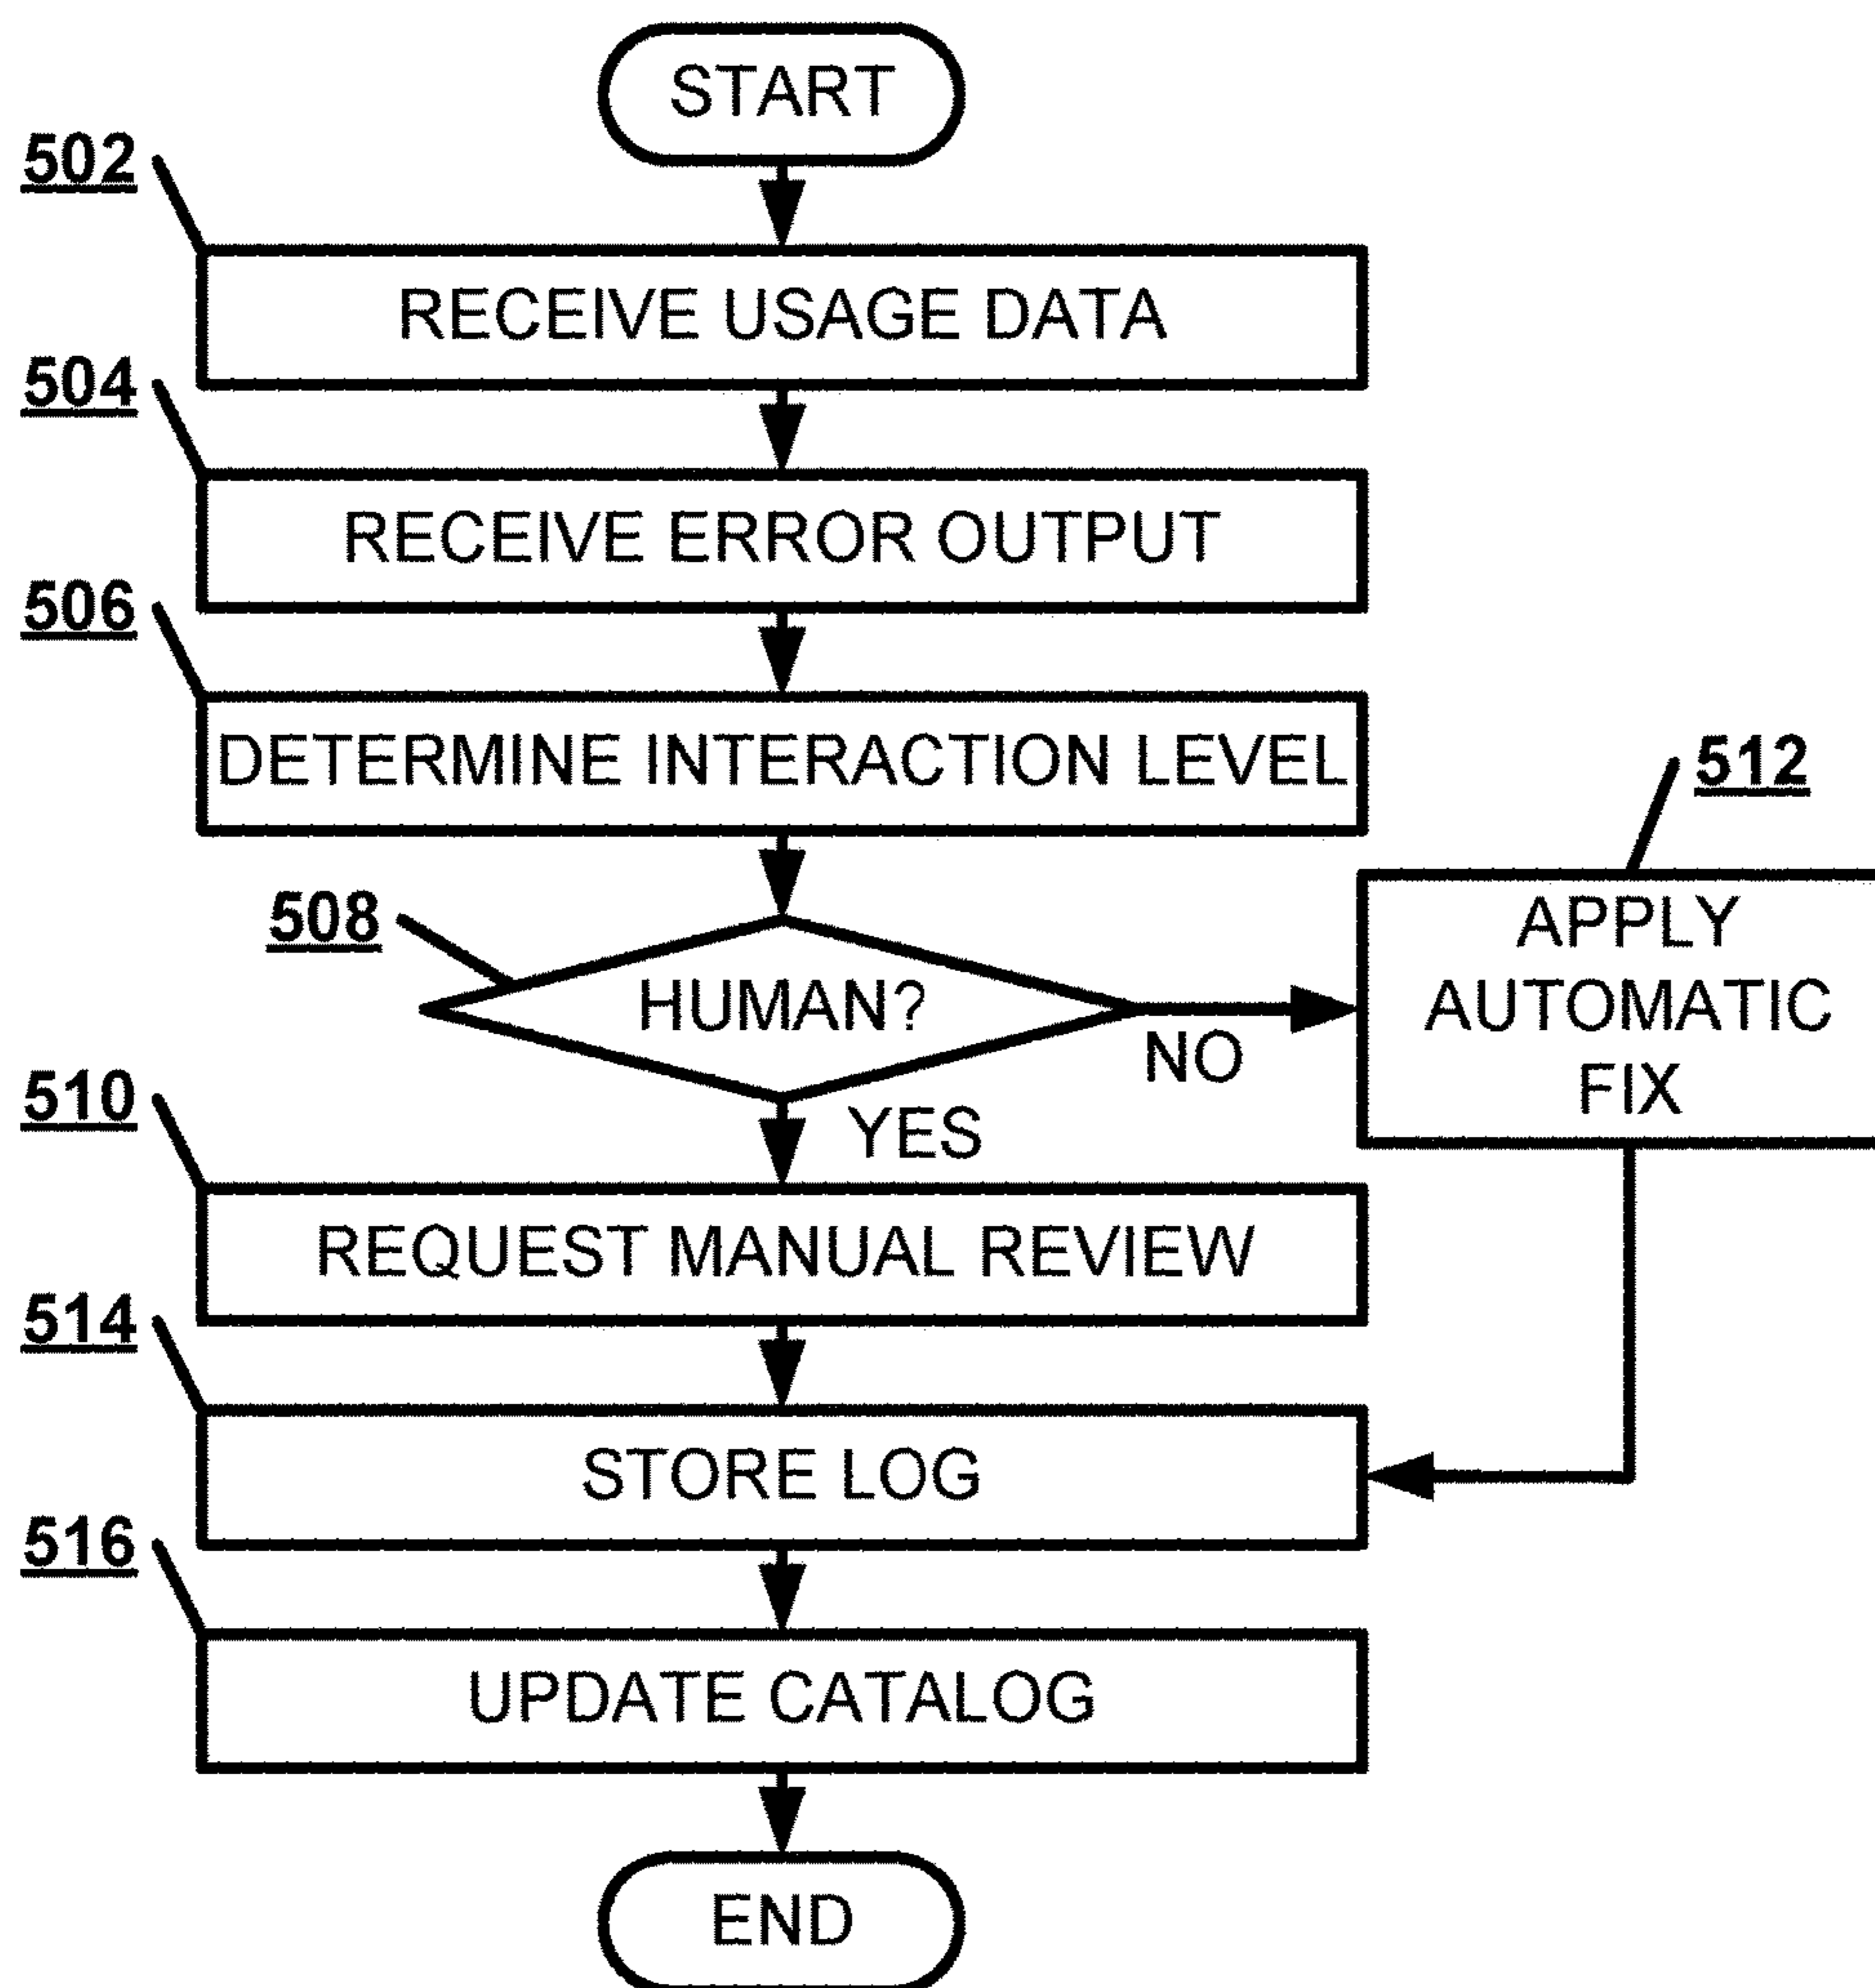 START
502
RECEIVE USAGE DATA
504
RECEIVE ERROR OUTPUT
506
DETERMINE INTERACTION LEVEL
512
508
HUMAN?
NO
APPLY
AUTOMATIC
FIX
YES
510
REQUEST MANUAL REVIEW
514
STORE LOG
516
UPDATE CATALOG
END